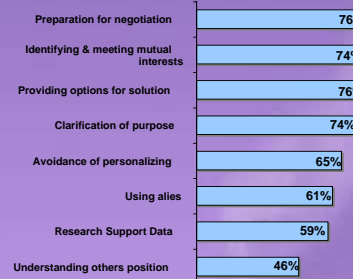 Preparation for negotiation 76
Identifying & meeting mutual
interests 74%
Providing options for solution 76
Clarification of purpose 74%
Avoidance of personalizing 65%
Using alies 61%
Research Support Data 59%
Understanding others position 46%